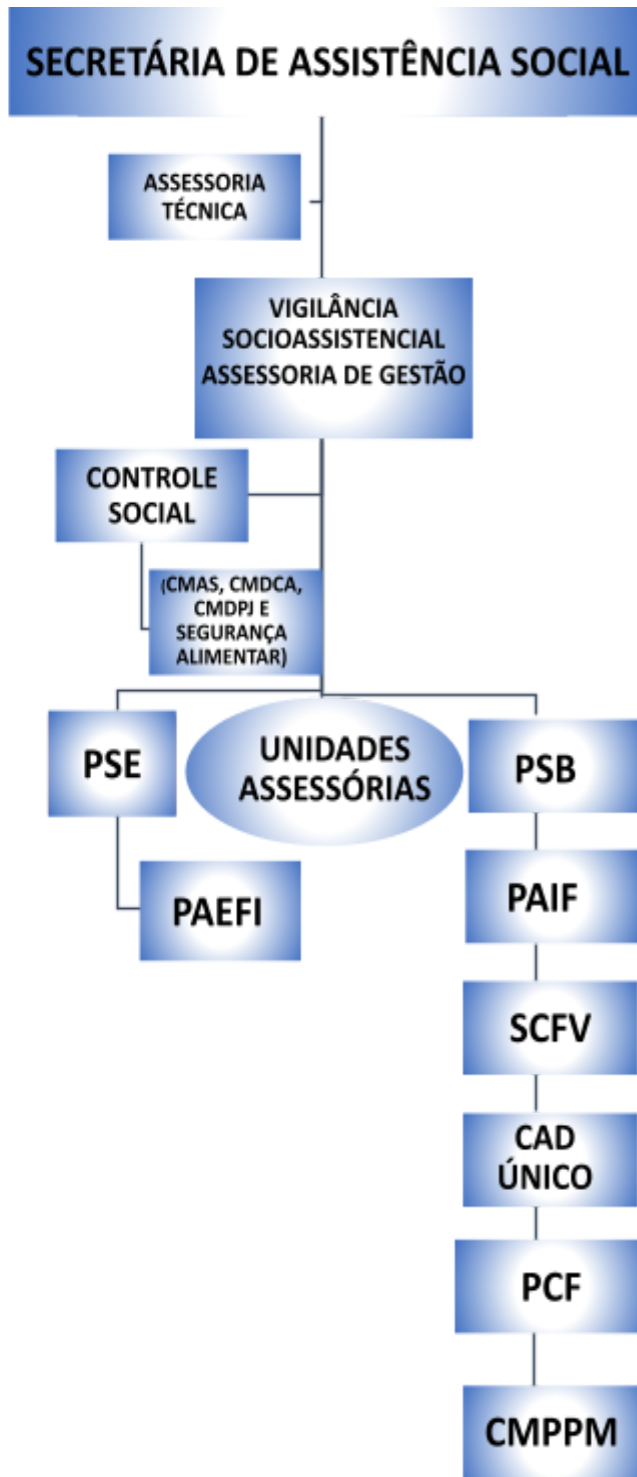 SECRETÁRIA DE ASSISTÊNCIA SOCIAL
ASSESSORIA
TÉCNICA
VIGILÂNCIA
SOCIOASSISTENCIAL
ASSESSORIA DE GESTÃO
CONTROLE
SOCIAL
(CMAS, CMDCA,
CMDPJ E
SEGURANÇA
ALIMENTAR)
PSE
UNIDADES
ASSESSÓRIAS
PSB
PAEFI
PAIF
SCFV
CAD
ÚNICO
PCF
CMPPM